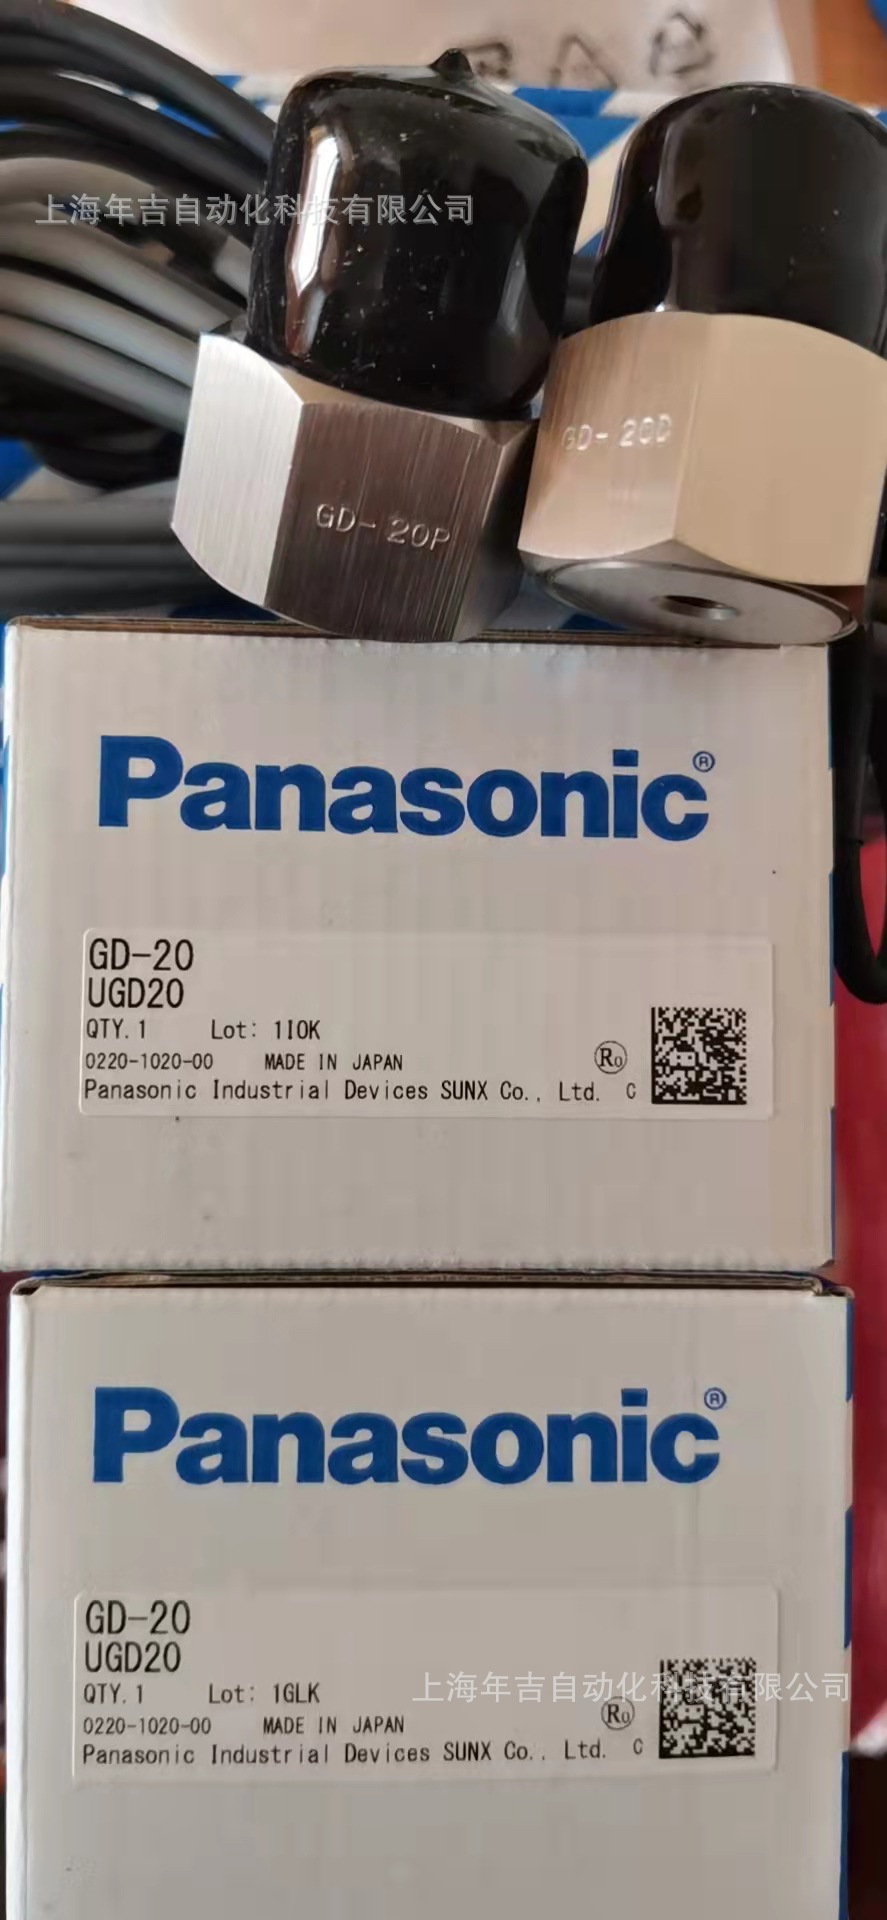 上海年吉自动化科技有限公司
GD-20D
GD-20P
Panasonic®
GD-20
UGD20
QTY.1 Lot: 1I0K
0220-1020-00 MADE IN JAPAN Ro
Panasonic Industrial Devices SUNX Co., Ltd. C
Panasonic®
GD-20
UGD20
上海年吉自动化科技有限公司
QTY.1 Lot: 1GLK
0220-1020-00 MADE IN JAPAN Ro
Panasonic Industrial Devices SUNX Co., Ltd. C